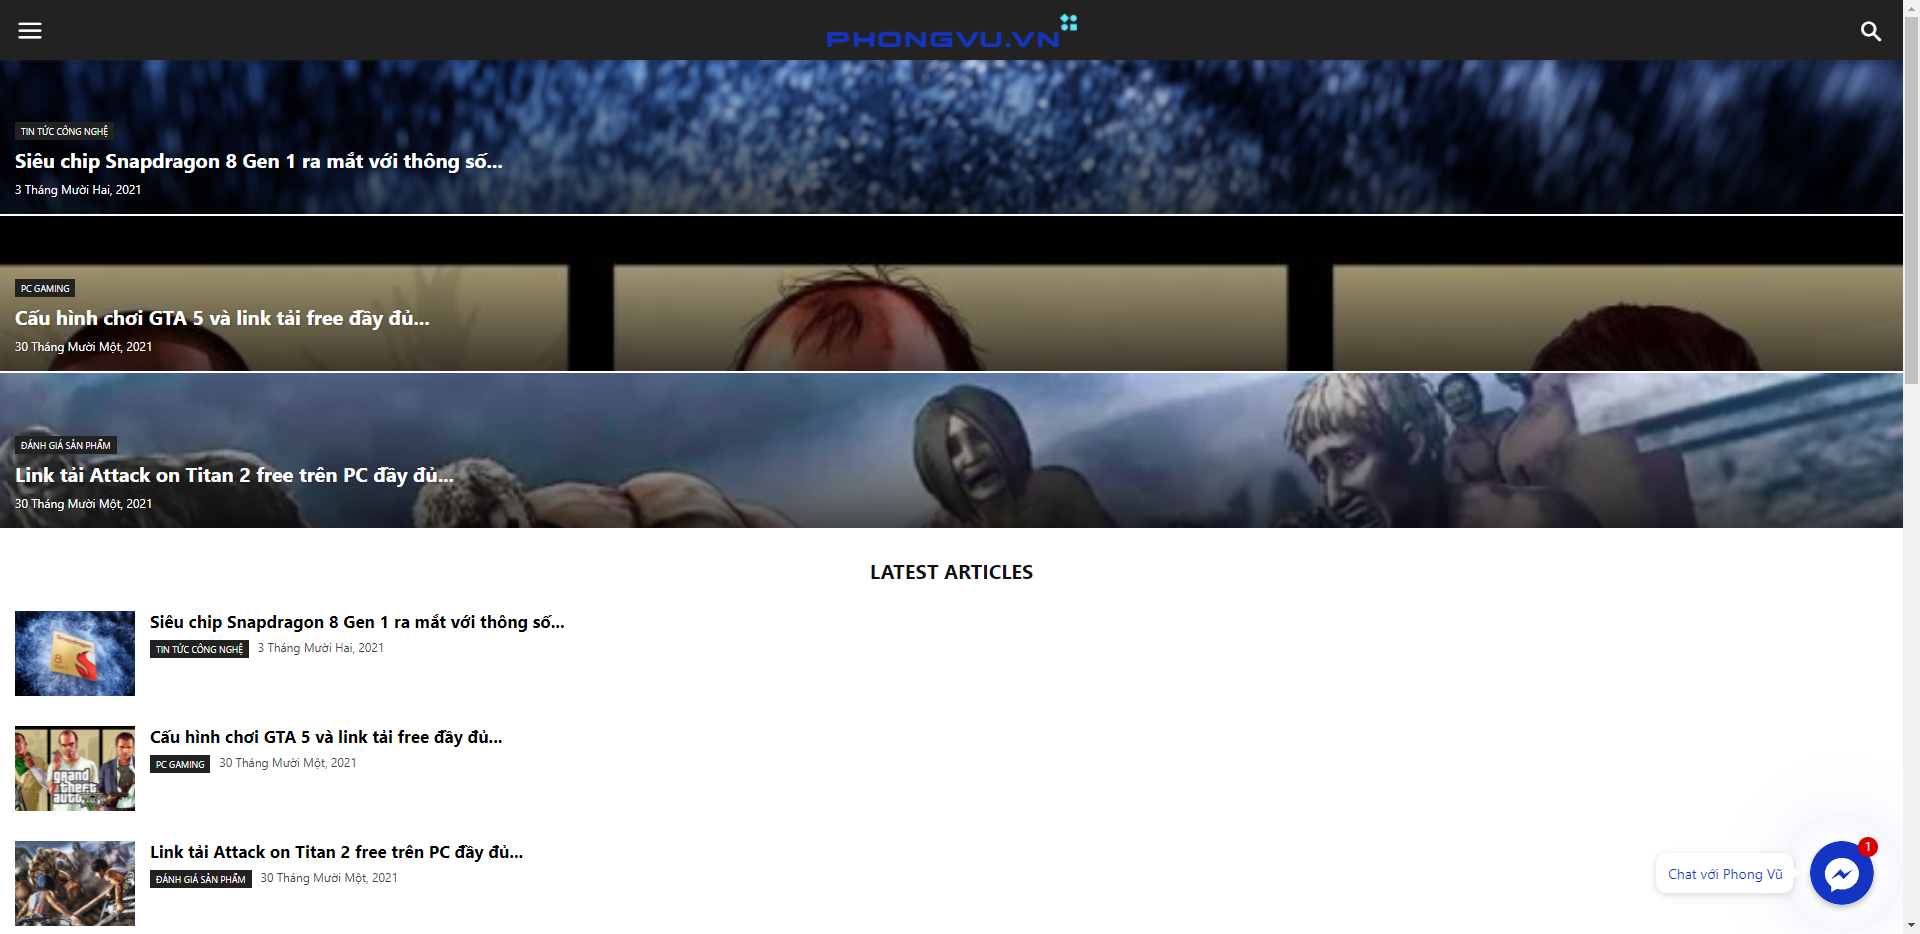 PHONGVU.VN
TIN TỨC CÔNG NGHỆ
Siêu chip Snapdragon 8 Gen 1 ra mắt với thông số...
3 Tháng Mười Hai, 2021
PC GAMING
Cấu hình chơi GTA 5 và link tải free đầy đủ...
30 Tháng Mười Một, 2021
ĐÁNH GIÁ SẢN PHẨM
Link tải Attack on Titan 2 free trên PC đầy đủ...
30 Tháng Mười Một, 2021
LATEST ARTICLES
Snapdragon
8
Siêu chip Snapdragon 8 Gen 1 ra mắt với thông số...
TIN TỨC CÔNG NGHỆ 3 Tháng Mười Hai, 2021
grand
theft
auto
Cấu hình chơi GTA 5 và link tải free đầy đủ...
PC GAMING 30 Tháng Mười Một, 2021
Link tải Attack on Titan 2 free trên PC đầy đủ...
ĐÁNH GIÁ SẢN PHẨM 30 Tháng Mười Một, 2021
Chat với Phong Vũ
1